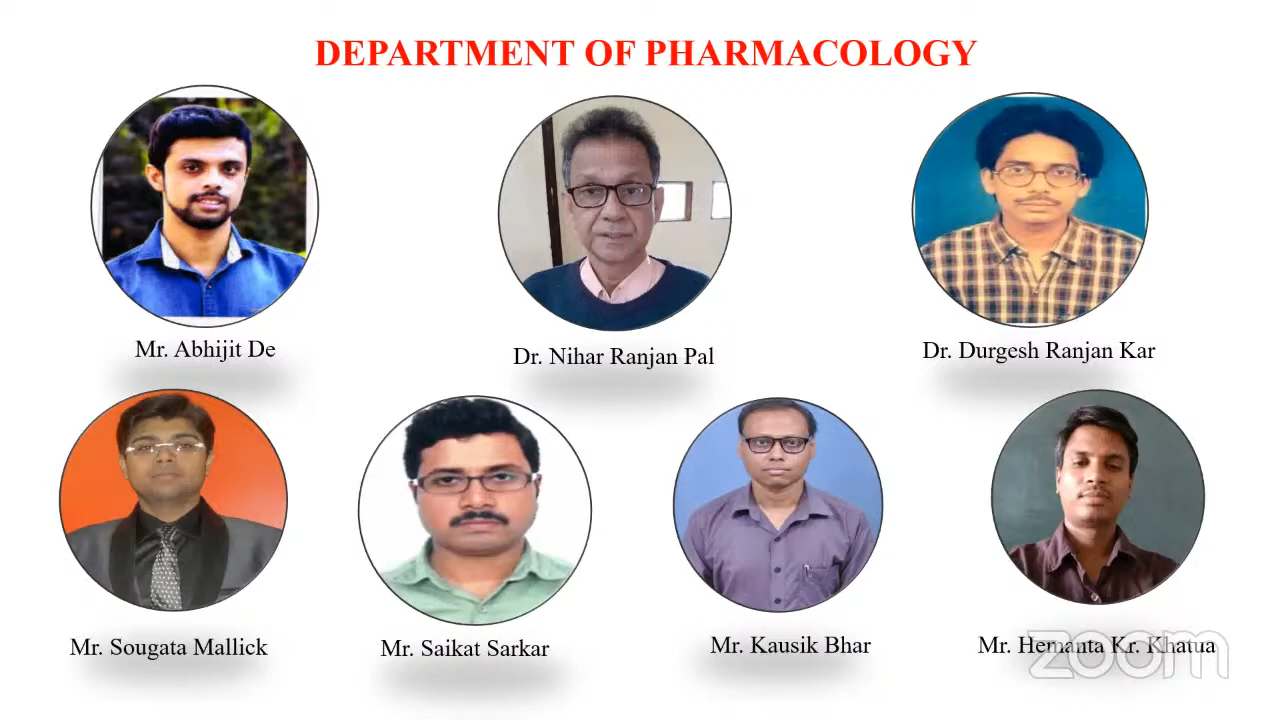 DEPARTMENT OF PHARMACOLOGY
Mr. Abhijit De
Dr. Nihar Ranjan Pal
Dr. Durgesh Ranjan Kar
Mr. Sougata Mallick
Mr. Saikat Sarkar
Mr. Kausik Bhar
Mr. Hemanta Kr. Khatua
zoom